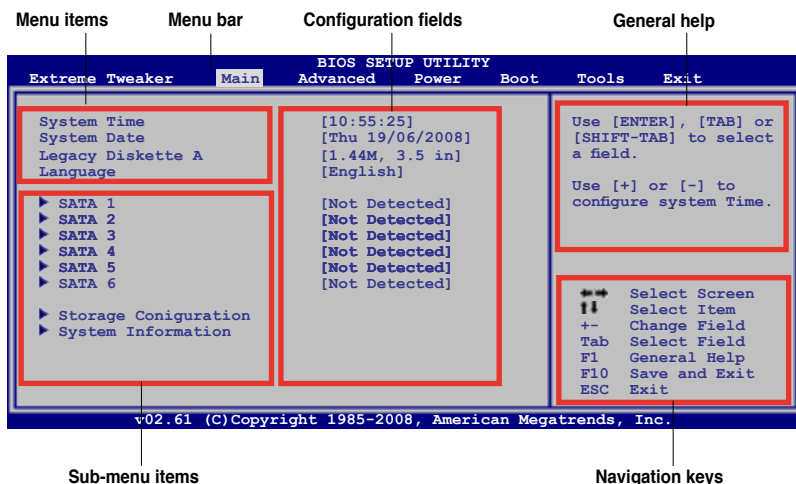 Menu items Menu bar Configuration fields General help
BIOS SETUP UTILITY
Extreme Tweaker Main Advanced Power Boot Tools Exit
System Time [10:55:25]
System Date [Thu 19/06/2008]
Legacy Diskette A [1.44M, 3.5 in]
Language [English]
SATA 1 [Not Detected]
SATA 2 [Not Detected]
SATA 3 [Not Detected]
SATA 4 [Not Detected]
SATA 5 [Not Detected]
SATA 6 [Not Detected]
Storage Coniguration
System Information
Use [ENTER], [TAB] or
[SHIFT-TAB] to select
a field.
Use [+] or [-] to
configure system Time.
←→ Select Screen
↑↓ Select Item
+- Change Field
Tab Select Field
F1 General Help
F10 Save and Exit
ESC Exit
v02.61 (C)Copyright 1985-2008, American Megatrends, Inc.
Sub-menu items Navigation keys